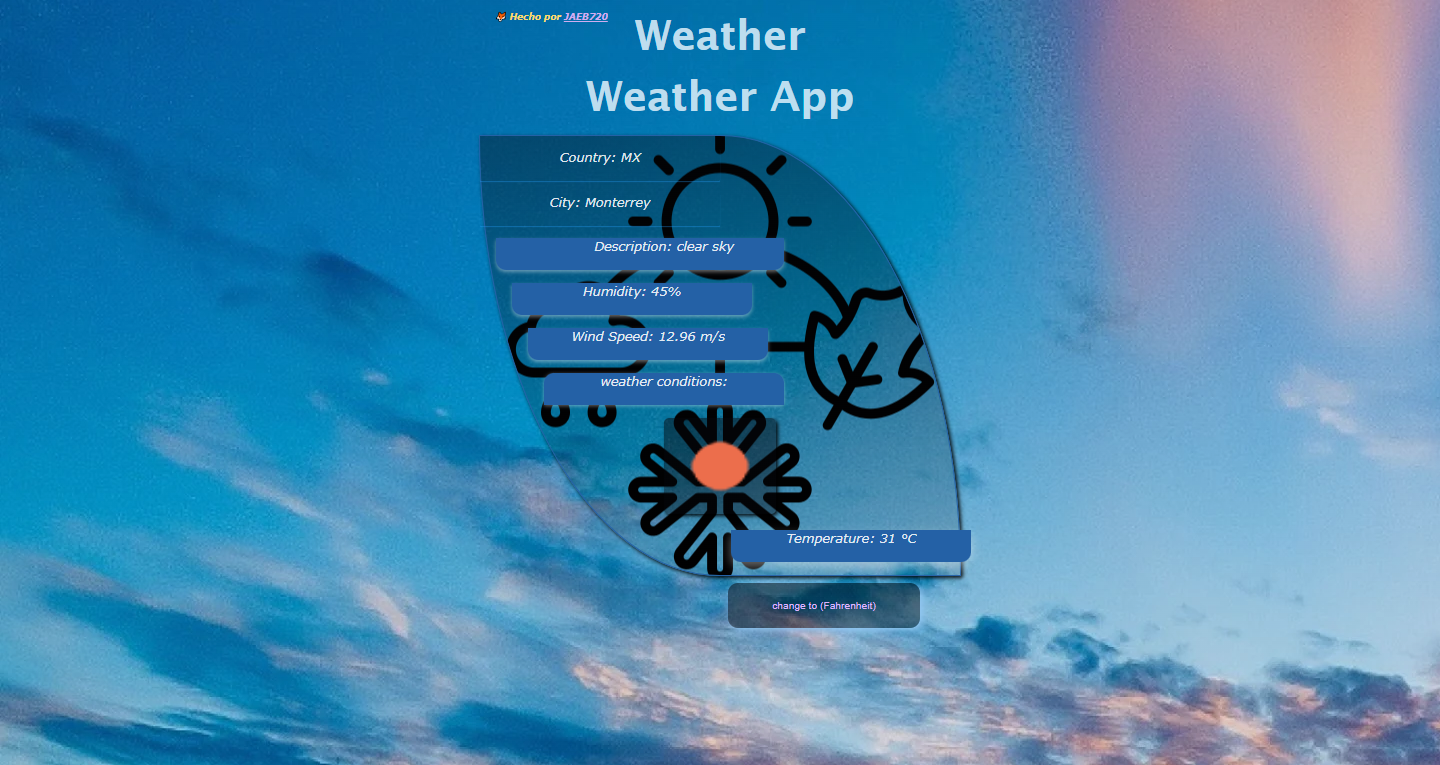 Hecho por JAEB720
Weather
Weather App
Country: MX
City: Monterrey
Description: clear sky
Humidity: 45%
Wind Speed: 12.96 m/s
weather conditions:
Temperature: 31 °C
change to (Fahrenheit)